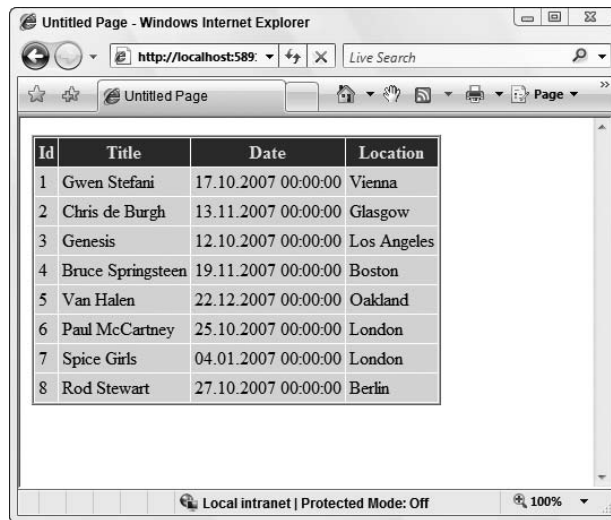 Untitled Page - Windows Internet Explorer
http://localhost:589: Live Search
Untitled Page Page
Id Title Date Location
1 Gwen Stefani 17.10.2007 00:00:00 Vienna
2 Chris de Burgh 13.11.2007 00:00:00 Glasgow
3 Genesis 12.10.2007 00:00:00 Los Angeles
4 Bruce Springsteen 19.11.2007 00:00:00 Boston
5 Van Halen 22.12.2007 00:00:00 Oakland
6 Paul McCartney 25.10.2007 00:00:00 London
7 Spice Girls 04.01.2007 00:00:00 London
8 Rod Stewart 27.10.2007 00:00:00 Berlin
Local intranet | Protected Mode: Off 100%